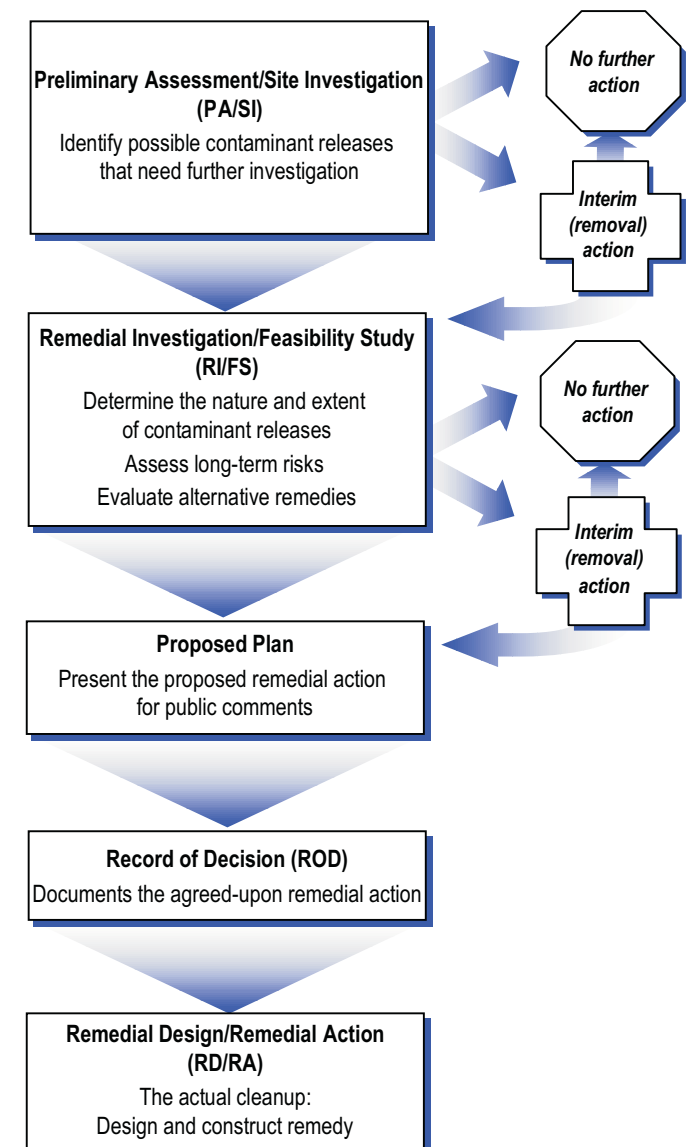 Preliminary Assessment/Site Investigation
(PA/SI)
Identify possible contaminant releases
that need further investigation
No further
action
Interim
(removal)
action
Remedial Investigation/Feasibility Study
(RI/FS)
Determine the nature and extent
of contaminant releases
Assess long-term risks
Evaluate alternative remedies
No further
action
Interim
(removal)
action
Proposed Plan
Present the proposed remedial action
for public comments
Record of Decision (ROD)
Documents the agreed-upon remedial action
Remedial Design/Remedial Action
(RD/RA)
The actual cleanup:
Design and construct remedy